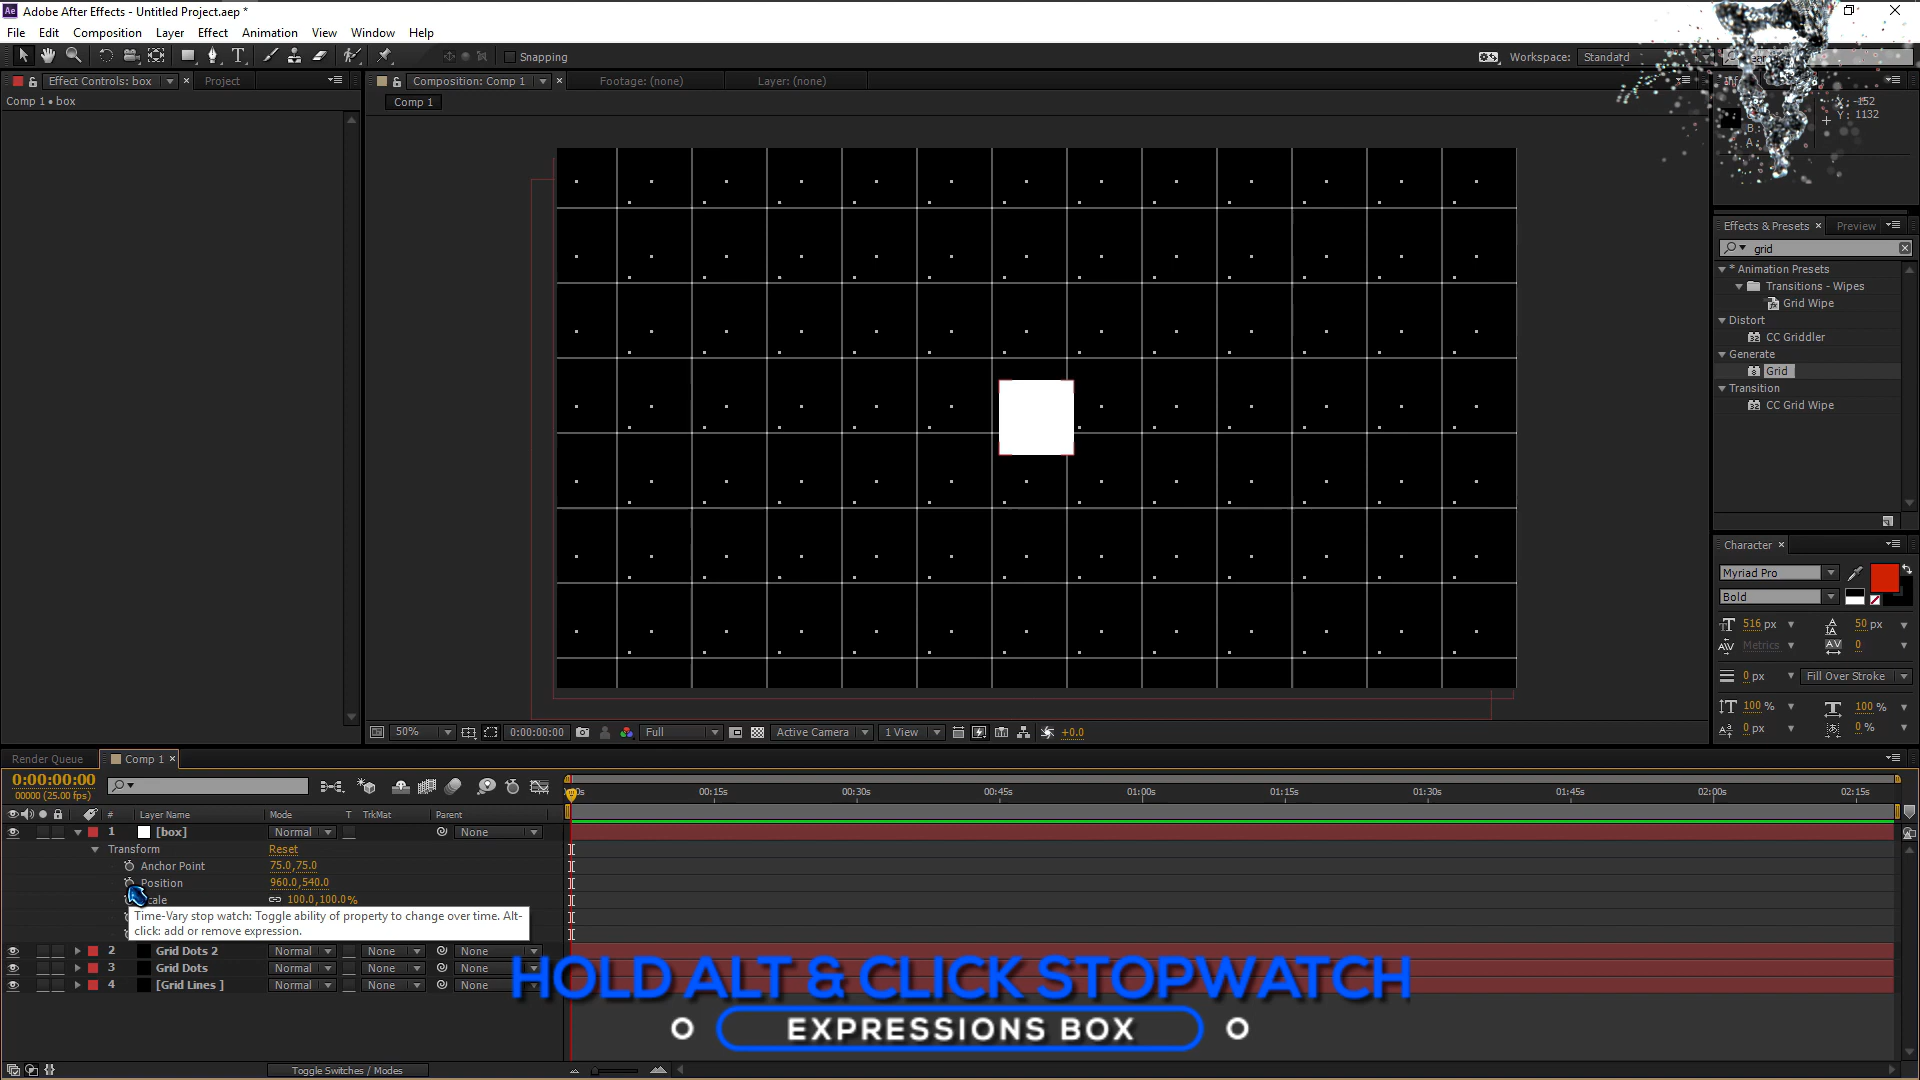 Adobe After Effects - Untitled Project.aep *
File Edit Composition Layer Effect Animation View Window Help
Snapping
Workspace: Standard
Effect Controls: box
Project
Composition: Comp 1
Footage: (none)
Layer: (none)
Comp 1 • box
Comp 1
X: -152
Y: 1132
Effects & Presets
Preview
grid
* Animation Presets
Transitions - Wipes
Grid Wipe
Distort
CC Griddler
Generate
Grid
Transition
CC Grid Wipe
Character
Myriad Pro
Bold
516 px
50 px
Metrics
0
0 px
Fill Over Stroke
100 %
100 %
0 px
0 %
50%
0:00:00:00
Full
Active Camera
1 View
+0.0
Render Queue
Comp 1
0:00:00:00
00000 (25.00 fps)
00:15s 00:30s 00:45s 01:00s 01:15s 01:30s 01:45s 02:00s 02:15s
# Layer Name Mode T TrkMat Parent
1 [box] Normal None
Transform Reset
Anchor Point 75.0,75.0
Position 960.0,540.0
100.0,100.0%
Time-Vary stop watch: Toggle ability of property to change over time. Alt-
click: add or remove expression.
2 Grid Dots 2 Normal None None
3 Grid Dots Normal None None
4 [Grid Lines ] Normal None None
HOLD ALT & CLICK STOPWATCH
EXPRESSIONS BOX
Toggle Switches / Modes